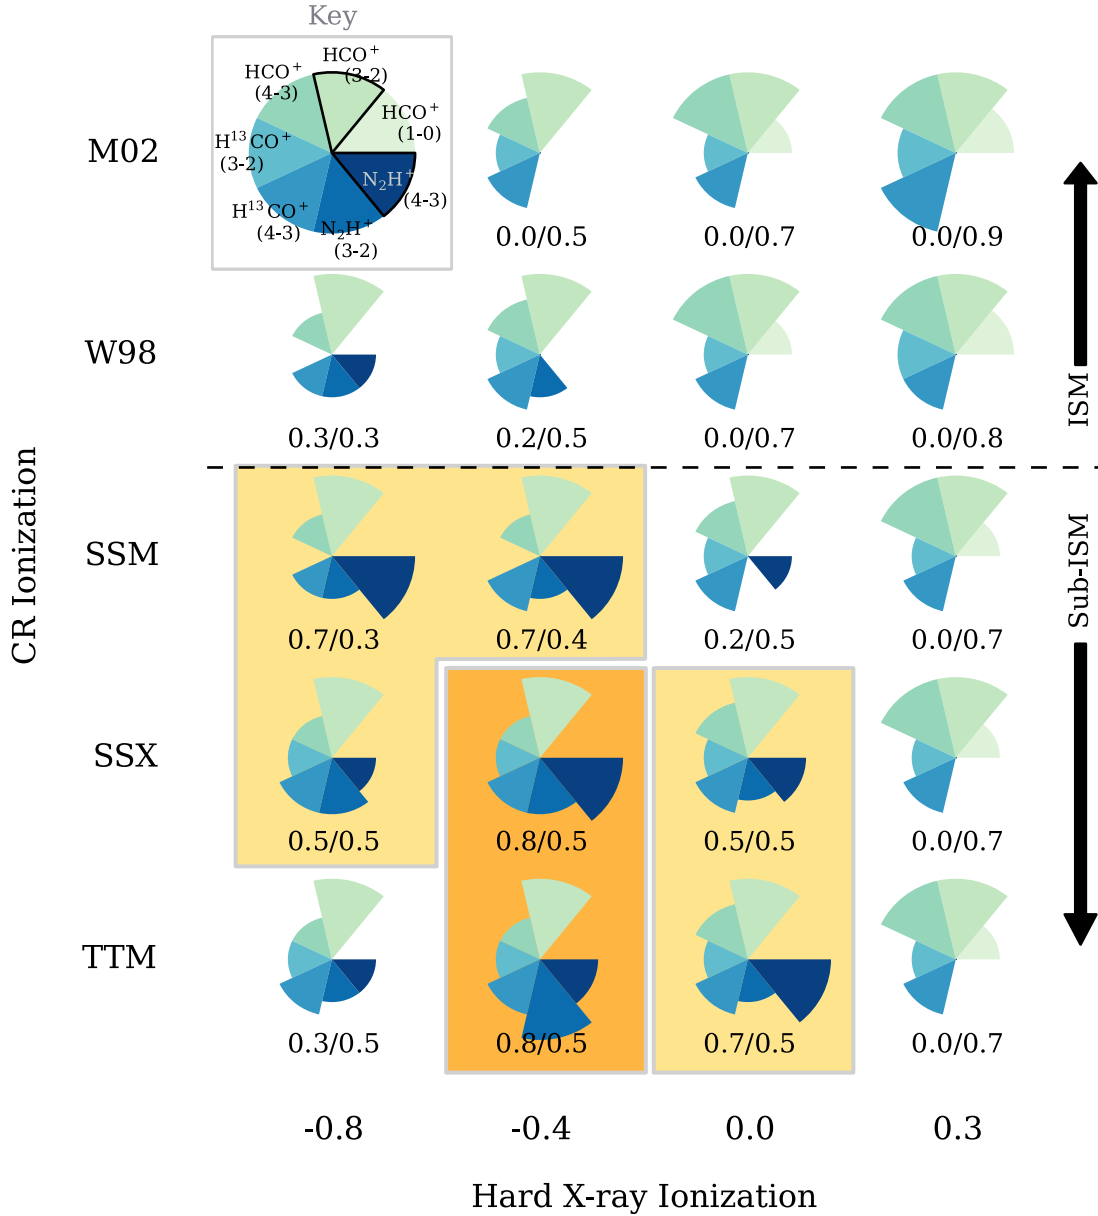 Key
HCO⁺
(3-2)
HCO⁺
(4-3)
HCO⁺
(1-0)
H¹³CO⁺
(3-2)
N₂H⁺
(4-3)
H¹³CO⁺
(4-3)
N₂H⁺
(3-2)
M02
0.0/0.5
0.0/0.7
0.0/0.9
W98
0.3/0.3
0.2/0.5
0.0/0.7
0.0/0.8
ISM
CR Ionization
SSM
0.7/0.3
0.7/0.4
0.2/0.5
0.0/0.7
Sub-ISM
SSX
0.5/0.5
0.8/0.5
0.5/0.5
0.0/0.7
TTM
0.3/0.5
0.8/0.5
0.7/0.5
0.0/0.7
-0.8
-0.4
0.0
0.3
Hard X-ray Ionization